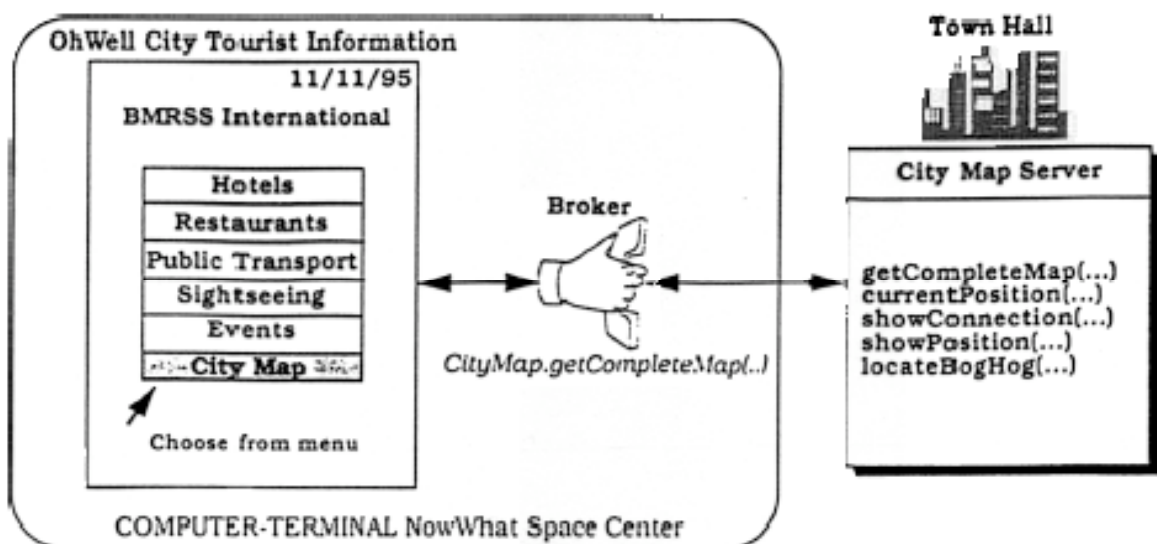 OhWell City Tourist Information
11/11/95
BMRSS International
Hotels
Restaurants
Public Transport
Sightseeing
Events
City Map
Choose from menu
Broker
CityMap.getCompleteMap(..)
COMPUTER-TERMINAL NowWhat Space Center
Town Hall
City Map Server
getCompleteMap(...)
currentPosition(...)
showConnection(...)
showPosition(...)
locateBogHog(...)